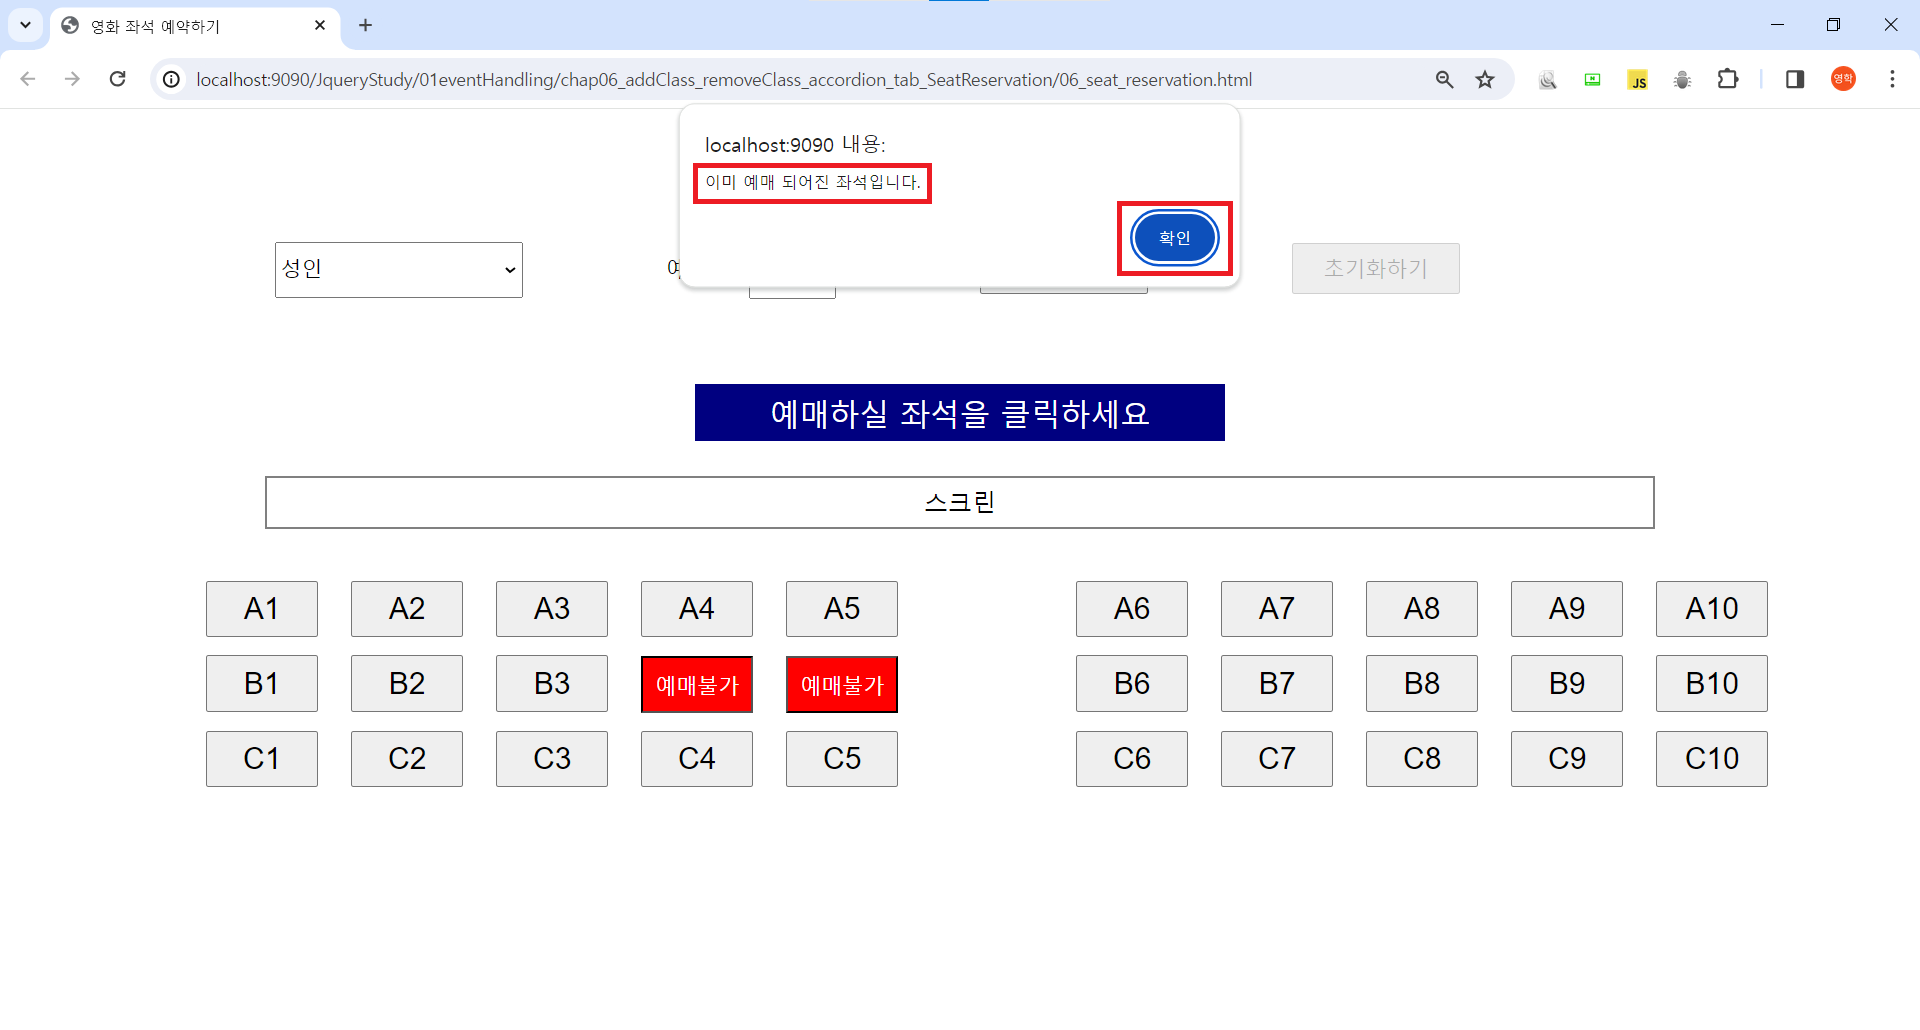 영화 좌석 예약하기
localhost:9090/JqueryStudy/01eventHandling/chap06_addClass_removeClass_accordion_tab_SeatReservation/06_seat_reservation.html
JS
영학
localhost:9090 내용:
이미 예매 되어진 좌석입니다.
확인
성인
초기화하기
예매하실 좌석을 클릭하세요
스크린
A1 A2 A3 A4 A5 A6 A7 A8 A9 A10
B1 B2 B3 예매불가 예매불가 B6 B7 B8 B9 B10
C1 C2 C3 C4 C5 C6 C7 C8 C9 C10